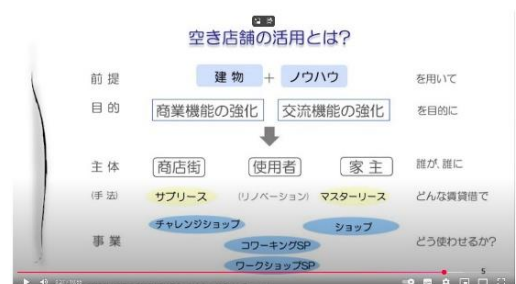 空き店舗の活用とは?
前提 建物 + ノウハウ を用いて
目的 商業機能の強化 交流機能の強化 を目的に
主体 商店街 使用者 家主 誰が、誰に
(手法) サブリース (リノベーション) マスターリース どんな賃貸借で
チャレンジショップ ショップ
事業 コワーキングSP どう使わせるか?
ワークショップSP
5